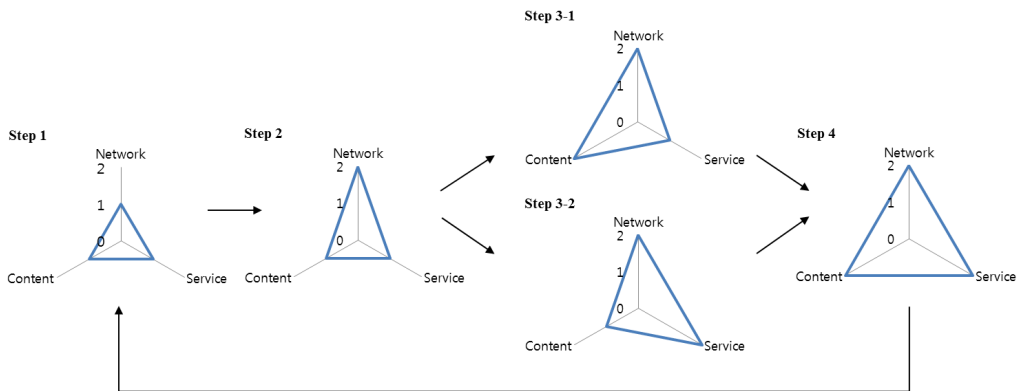 Step 1
Network
2
1
0
Content
Service
Step 2
Network
2
1
0
Content
Service
Step 3-1
Network
2
1
0
Content
Service
Step 3-2
Network
2
1
0
Content
Service
Step 4
Network
2
1
0
Content
Service